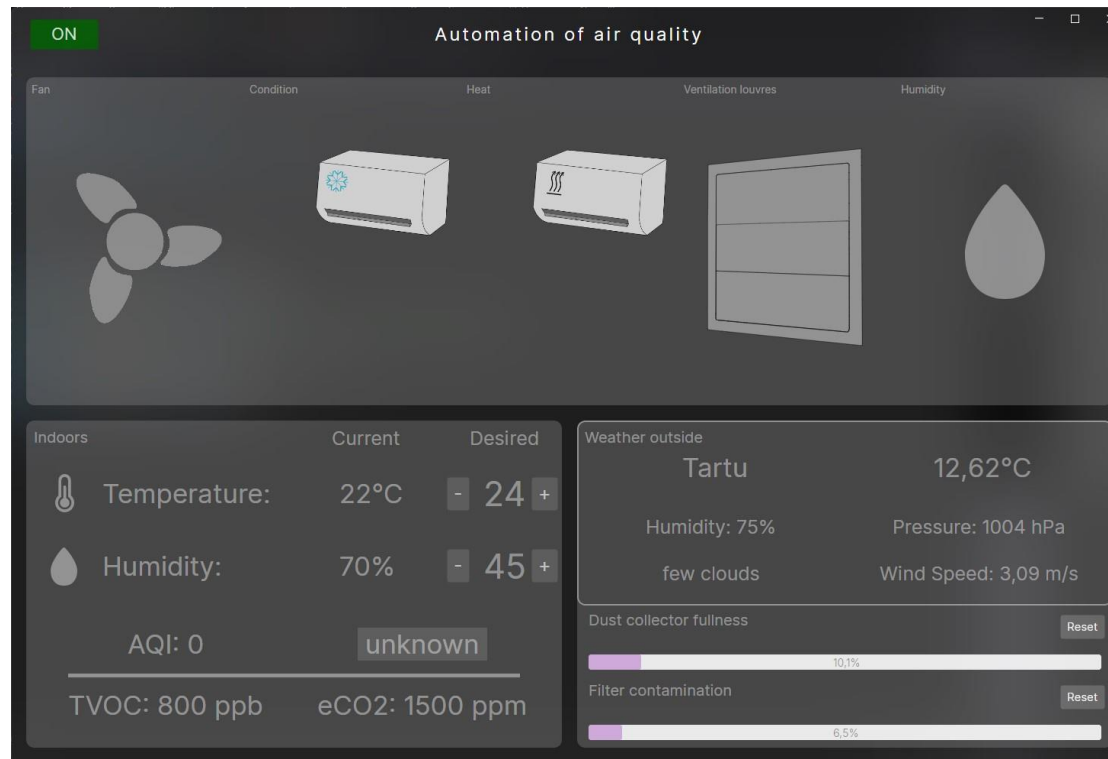 ON
Automation of air quality
Fan
Condition
Heat
Ventilation louvres
Humidity
Indoors
Current
Desired
Temperature:
22°C
- 24 +
Humidity:
70%
- 45 +
AQI: 0
unknown
TVOC: 800 ppb
eCO2: 1500 ppm
Weather outside
Tartu
12,62°C
Humidity: 75%
Pressure: 1004 hPa
few clouds
Wind Speed: 3,09 m/s
Dust collector fullness
Reset
10,1%
Filter contamination
Reset
6,5%